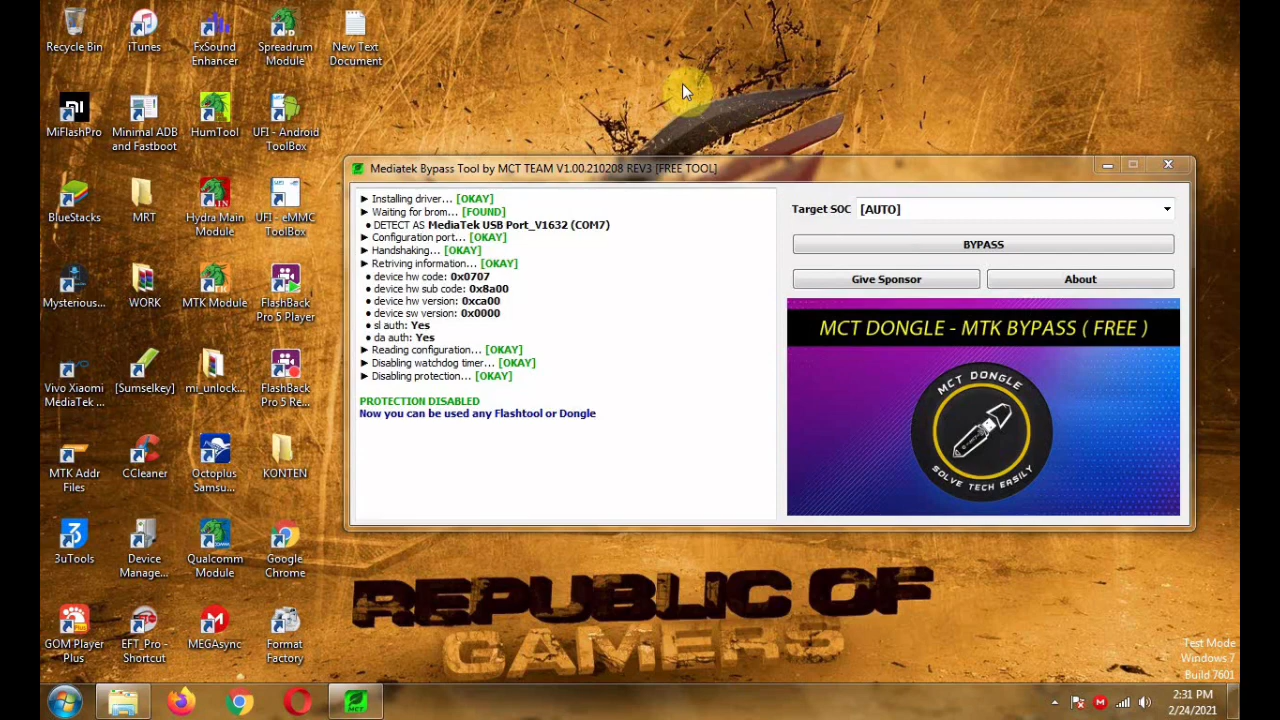 Recycle Bin
iTunes
FxSound
Enhancer
Spreadrum
Module
New Text
Document
MiFlashPro
Minimal ADB
and Fastboot
HumTool
UFI - Android
ToolBox
BlueStacks
MRT
Hydra Main
Module
UFI - eMMC
ToolBox
Mysterious...
WORK
MTK Module
FlashBack
Pro 5 Player
Vivo Xiaomi
MediaTek ...
[Sumselkey]
mi_unlock...
FlashBack
Pro 5 Re...
MTK Addr
Files
CCleaner
Octoplus
Samsu...
KONTEN
3uTools
Device
Manage...
Qualcomm
Module
Google
Chrome
GOM Player
Plus
EFT_Pro -
Shortcut
MEGAsync
Format
Factory
Mediatek Bypass Tool by MCT TEAM V1.00.210208 REV3 [FREE TOOL]
► Installing driver... [OKAY]
► Waiting for brom... [FOUND]
• DETECT AS MediaTek USB Port_V1632 (COM7)
► Configuration port... [OKAY]
► Handshaking... [OKAY]
► Retriving information... [OKAY]
• device hw code: 0x0707
• device hw sub code: 0x8a00
• device hw version: 0xca00
• device sw version: 0x0000
• sl auth: Yes
• da auth: Yes
► Reading configuration... [OKAY]
► Disabling watchdog timer... [OKAY]
► Disabling protection... [OKAY]
PROTECTION DISABLED
Now you can be used any Flashtool or Dongle
Target SOC [AUTO]
BYPASS
Give Sponsor
About
MCT DONGLE - MTK BYPASS ( FREE )
MCT DONGLE
SOLVE TECH EASILY
REPUBLIC OF
GAMERS
Test Mode
Windows 7
Build 7601
MCT
2:31 PM
2/24/2021